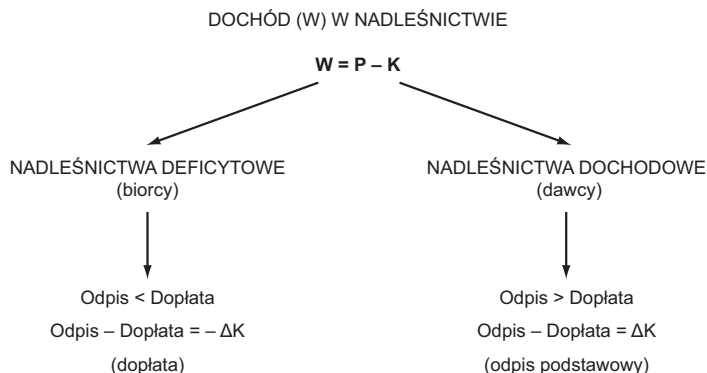 DOCHÓD (W) W NADLEŚNICTWIE
W = P – K
NADLEŚNICTWA DEFICYTOWE
(biorcy)
Odpis < Dopłata
Odpis – Dopłata = – ΔK
(dopłata)
NADLEŚNICTWA DOCHODOWE
(dawcy)
Odpis > Dopłata
Odpis – Dopłata = ΔK
(odpis podstawowy)